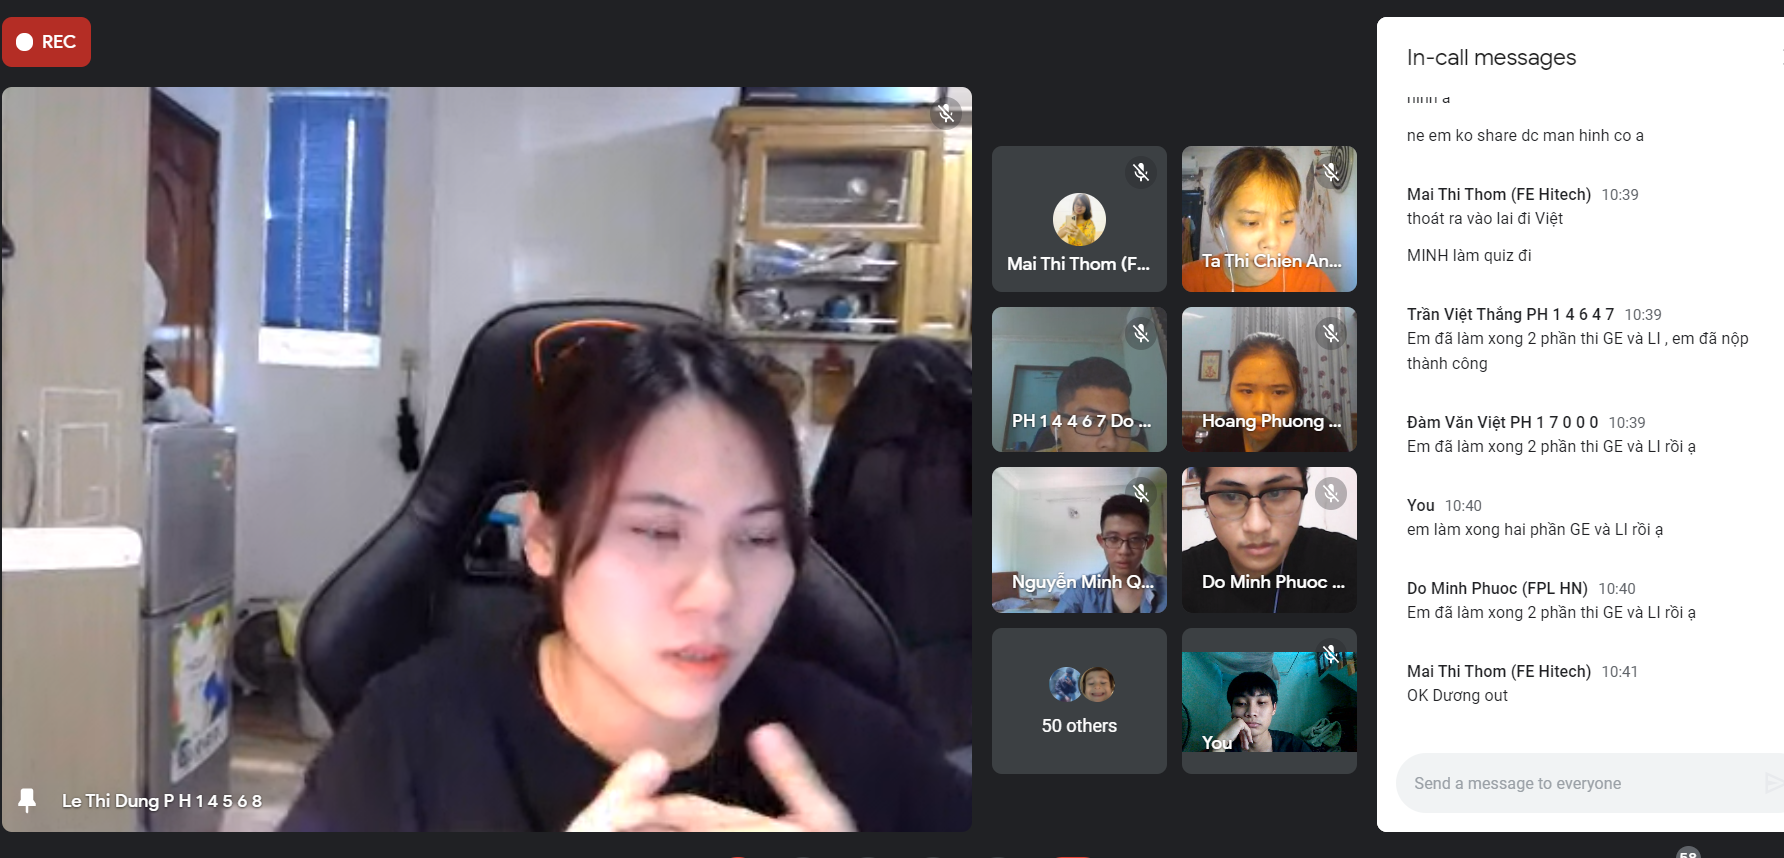 REC
Le Thi Dung P H 1 4 5 6 8
Mai Thi Thom (F...
Ta Thi Chien An...
PH 1 4 4 6 7 Do ...
Hoang Phuong ...
Nguyễn Minh Q...
Do Minh Phuoc ...
50 others
You
In-call messages
hình ạ
ne em ko share dc man hinh co a
Mai Thi Thom (FE Hitech) 10:39
thoát ra vào lai đi Việt
MINH làm quiz đi
Trần Việt Thắng PH 1 4 6 4 7 10:39
Em đã làm xong 2 phần thi GE và LI , em đã nộp
thành công
Đàm Văn Việt PH 1 7 0 0 0 10:39
Em đã làm xong 2 phần thi GE và LI rồi ạ
You 10:40
em làm xong hai phần GE và LI rồi ạ
Do Minh Phuoc (FPL HN) 10:40
Em đã làm xong 2 phần thi GE và LI rồi ạ
Mai Thi Thom (FE Hitech) 10:41
OK Dương out
Send a message to everyone
58